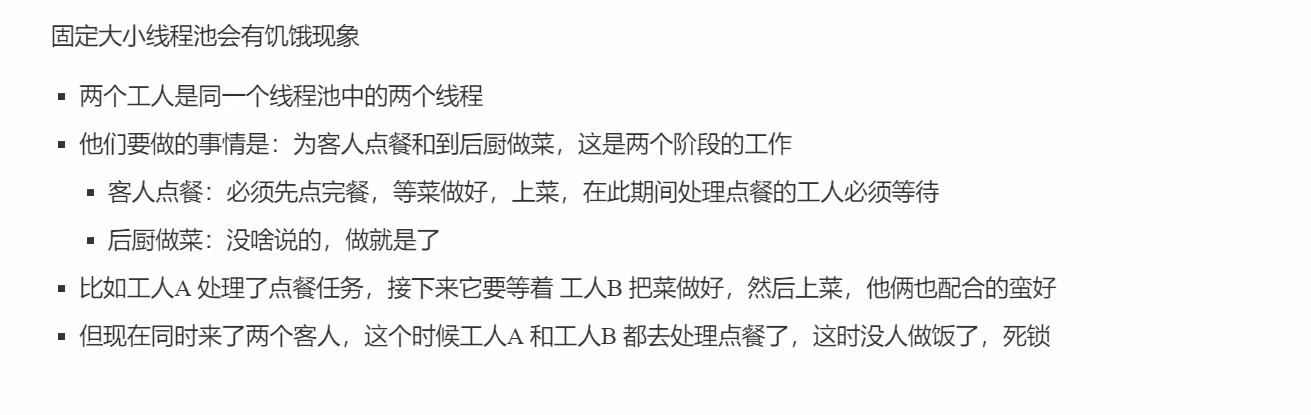 固定大小线程池会有饥饿现象
▪ 两个工人是同一个线程池中的两个线程
▪ 他们要做的事情是：为客人点餐和到后厨做菜，这是两个阶段的工作
▪ 客人点餐：必须先点完餐，等菜做好，上菜，在此期间处理点餐的工人必须等待
▪ 后厨做菜：没啥说的，做就是了
▪ 比如工人A 处理了点餐任务，接下来它要等着 工人B 把菜做好，然后上菜，他俩也配合的蛮好
▪ 但现在同时来了两个客人，这个时候工人A 和工人B 都去处理点餐了，这时没人做饭了，死锁